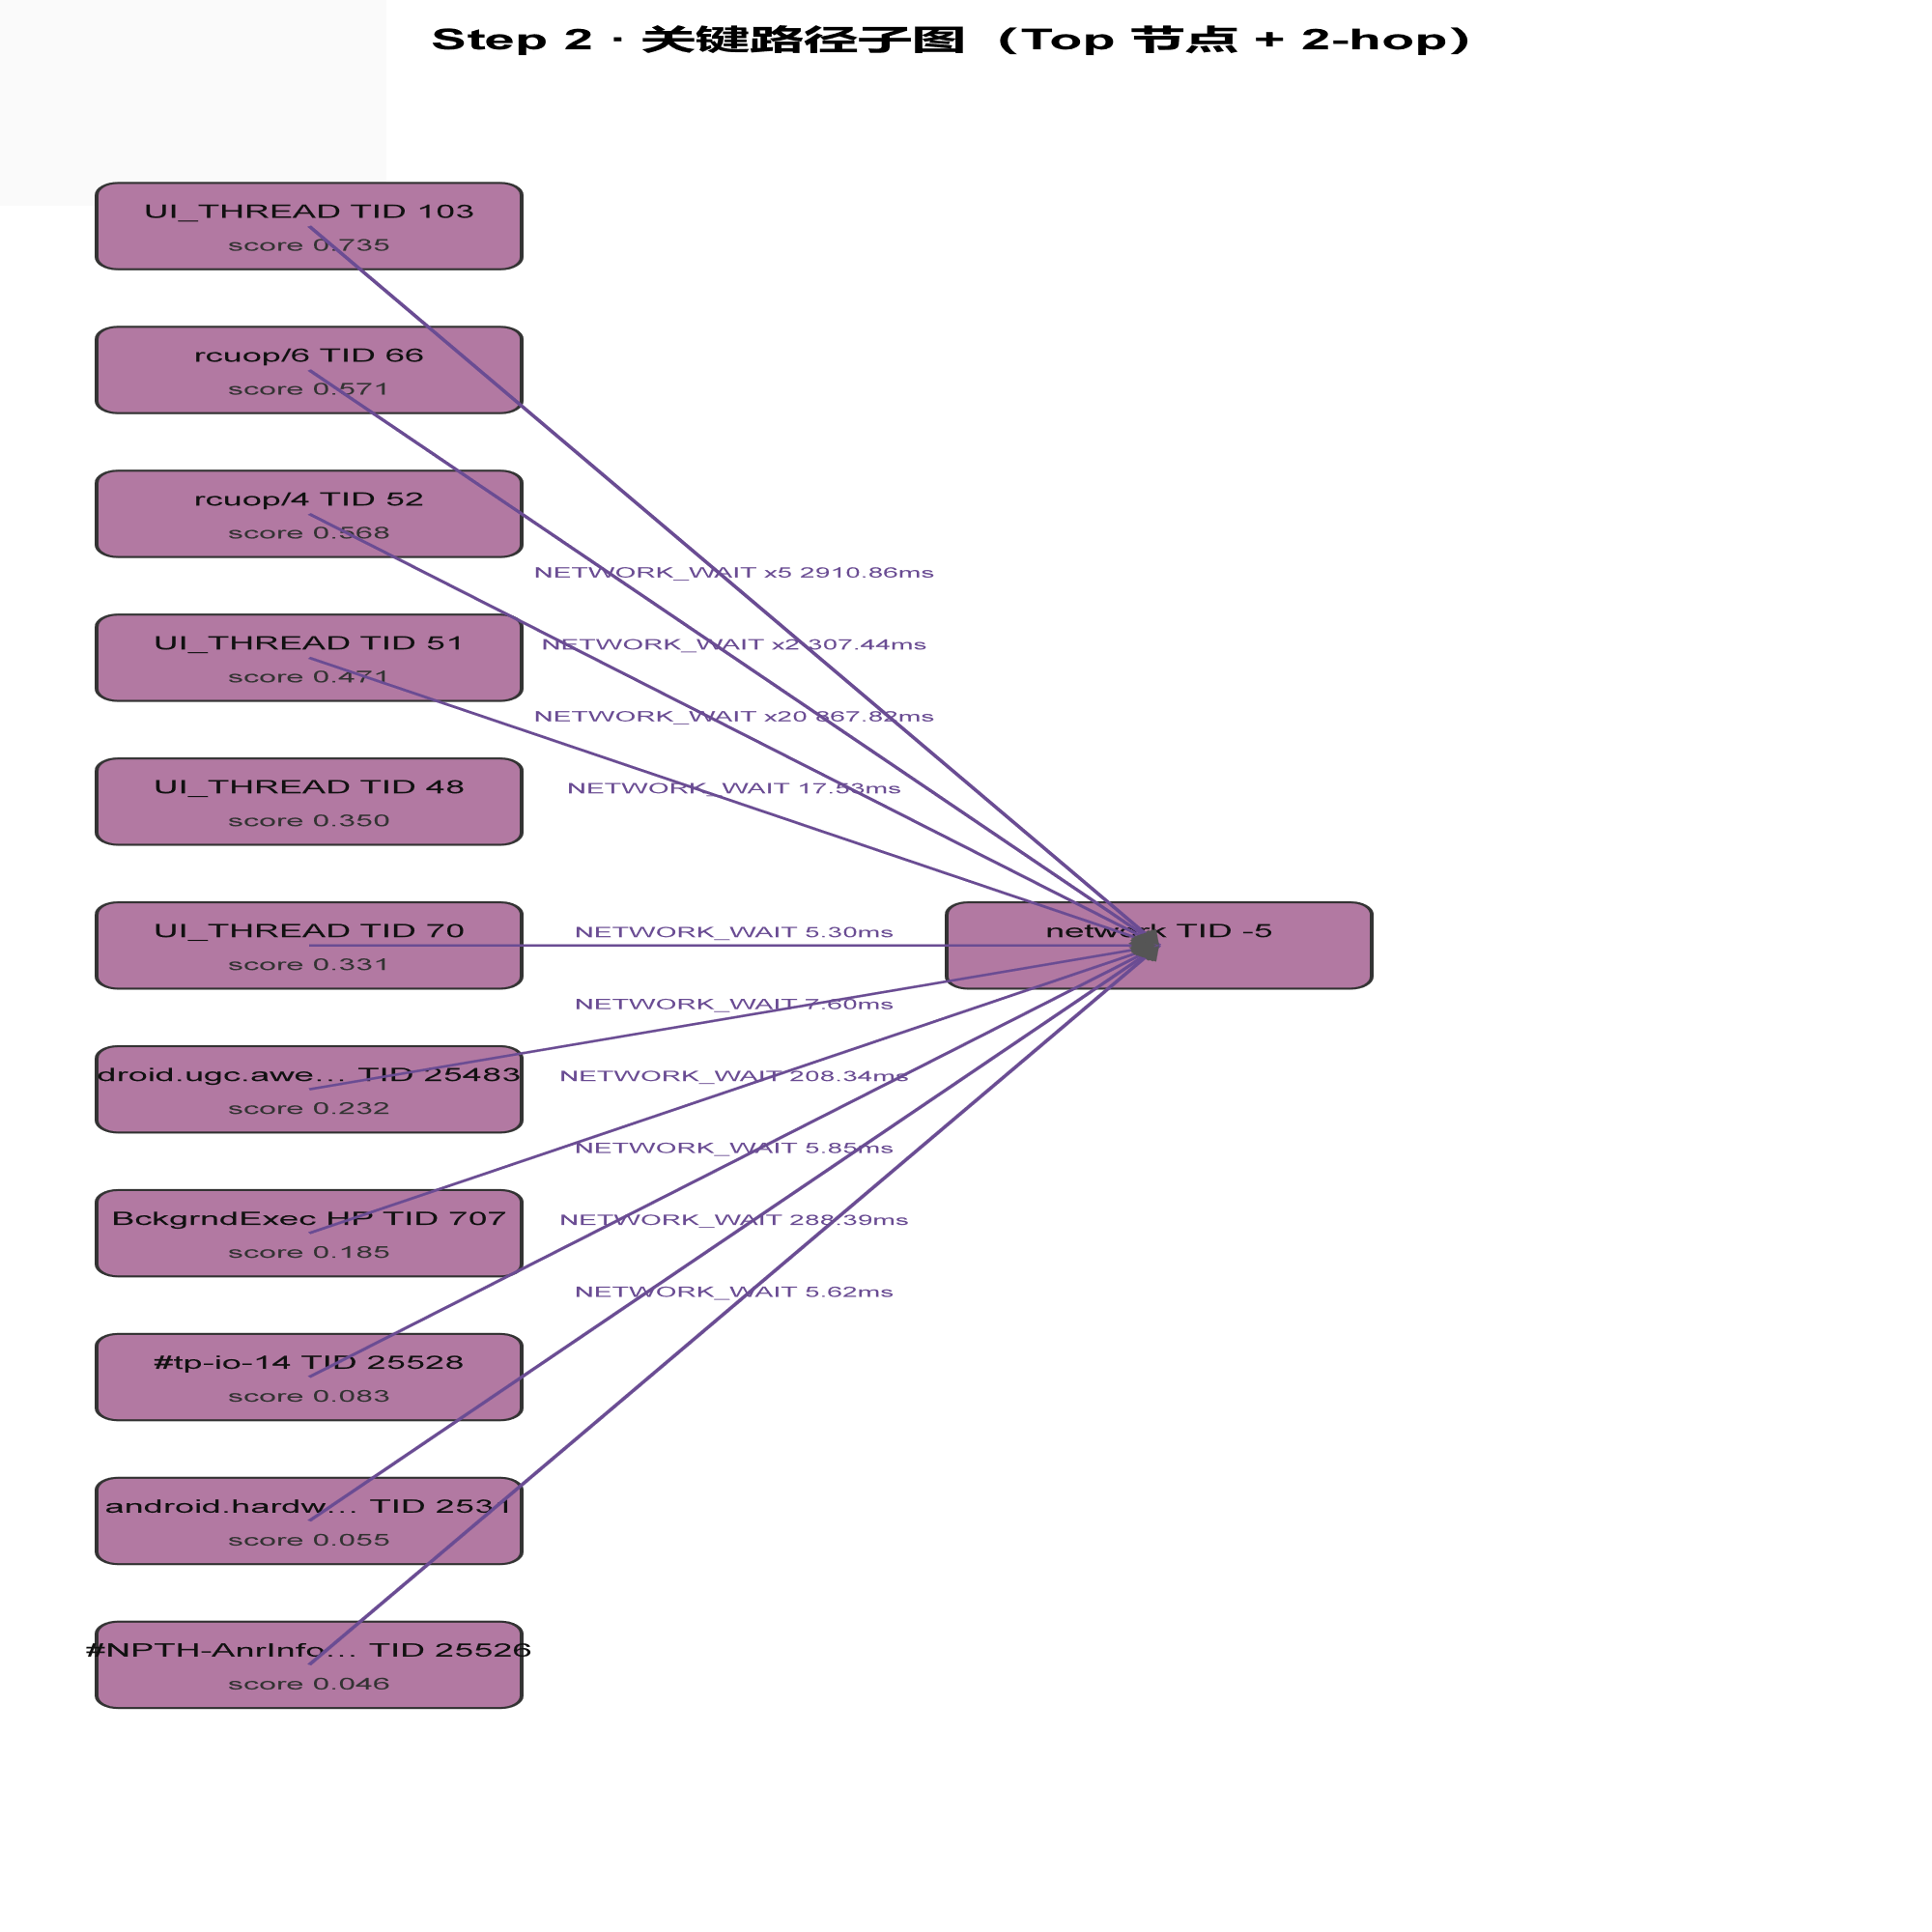 Step 2 · 关键路径子图（Top 节点 + 2-hop）
UI_THREAD TID 103
score 0.735
rcuop/6 TID 66
score 0.571
rcuop/4 TID 52
score 0.568
NETWORK_WAIT x5 2910.86ms
UI_THREAD TID 51
score 0.471
NETWORK_WAIT x2 307.44ms
NETWORK_WAIT x20 867.82ms
UI_THREAD TID 48
score 0.350
NETWORK_WAIT 17.53ms
UI_THREAD TID 70
score 0.331
NETWORK_WAIT 5.30ms
network TID -5
NETWORK_WAIT 7.60ms
droid.ugc.awe… TID 25483
score 0.232
NETWORK_WAIT 208.34ms
NETWORK_WAIT 5.85ms
BckgrndExec HP TID 707
score 0.185
NETWORK_WAIT 288.39ms
NETWORK_WAIT 5.62ms
#tp-io-14 TID 25528
score 0.083
android.hardw… TID 2531
score 0.055
#NPTH-AnrInfo… TID 25526
score 0.046